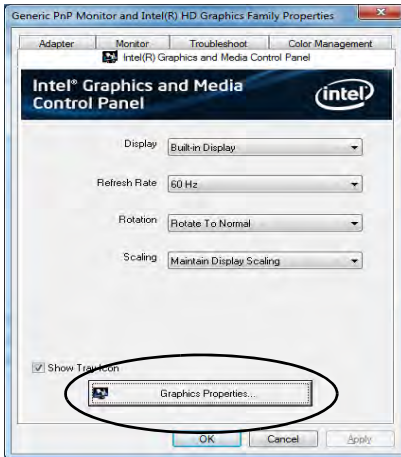 Generic PnP Monitor and Intel(R) HD Graphics Family Properties
Adapter Monitor Troubleshoot Color Management
Intel(R) Graphics and Media Control Panel
Intel® Graphics and Media
Control Panel
intel
Display Built-in Display
Refresh Rate 60 Hz
Rotation Rotate To Normal
Scaling Maintain Display Scaling
Show Tray Icon
Graphics Properties...
OK Cancel Apply